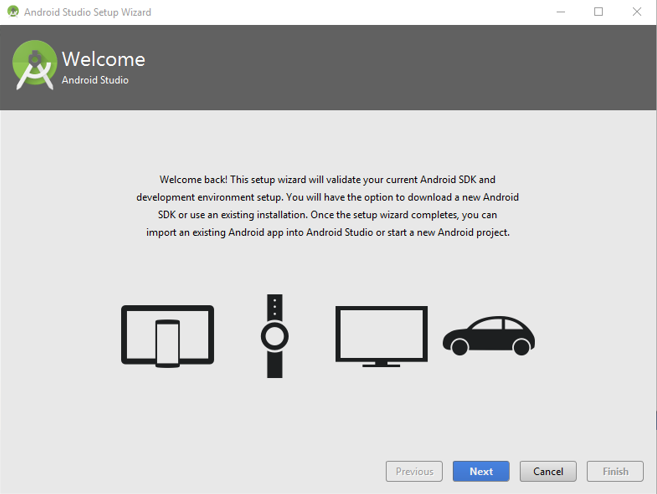 Android Studio Setup Wizard
Welcome
Android Studio
Welcome back! This setup wizard will validate your current Android SDK and
development environment setup. You will have the option to download a new Android
SDK or use an existing installation. Once the setup wizard completes, you can
import an existing Android app into Android Studio or start a new Android project.
Previous Next Cancel Finish